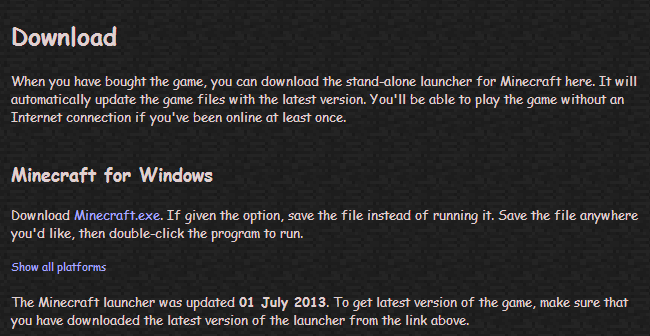 Download
When you have bought the game, you can download the stand-alone launcher for Minecraft here. It will
automatically update the game files with the latest version. You'll be able to play the game without an
Internet connection if you've been online at least once.
Minecraft for Windows
Download Minecraft.exe. If given the option, save the file instead of running it. Save the file anywhere
you'd like, then double-click the program to run.
Show all platforms
The Minecraft launcher was updated 01 July 2013. To get latest version of the game, make sure that
you have downloaded the latest version of the launcher from the link above.